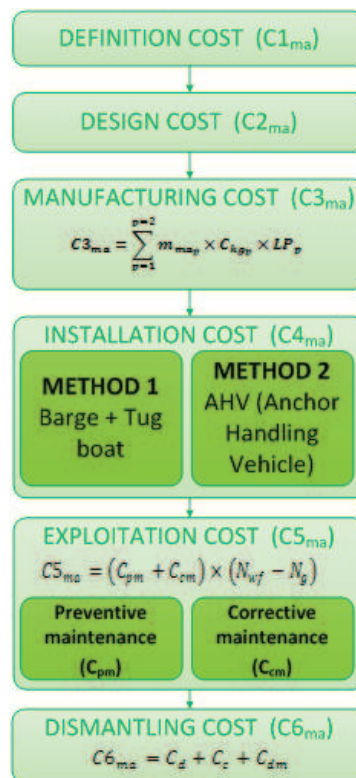 DEFINITION COST (C1ma)
DESIGN COST (C2ma)
MANUFACTURING COST (C3ma)
p=2
C3ma = ∑ mmap × Ckgp × LPp
p=1
INSTALLATION COST (C4ma)
METHOD 1
Barge + Tug
boat
METHOD 2
AHV (Anchor
Handling
Vehicle)
EXPLOITATION COST (C5ma)
C5ma = (Cpm + Ccm) × (Nwf − Ng)
Preventive
maintenance
(Cpm)
Corrective
maintenance
(Ccm)
DISMANTLING COST (C6ma)
C6ma = Cd + Cc + Cdm